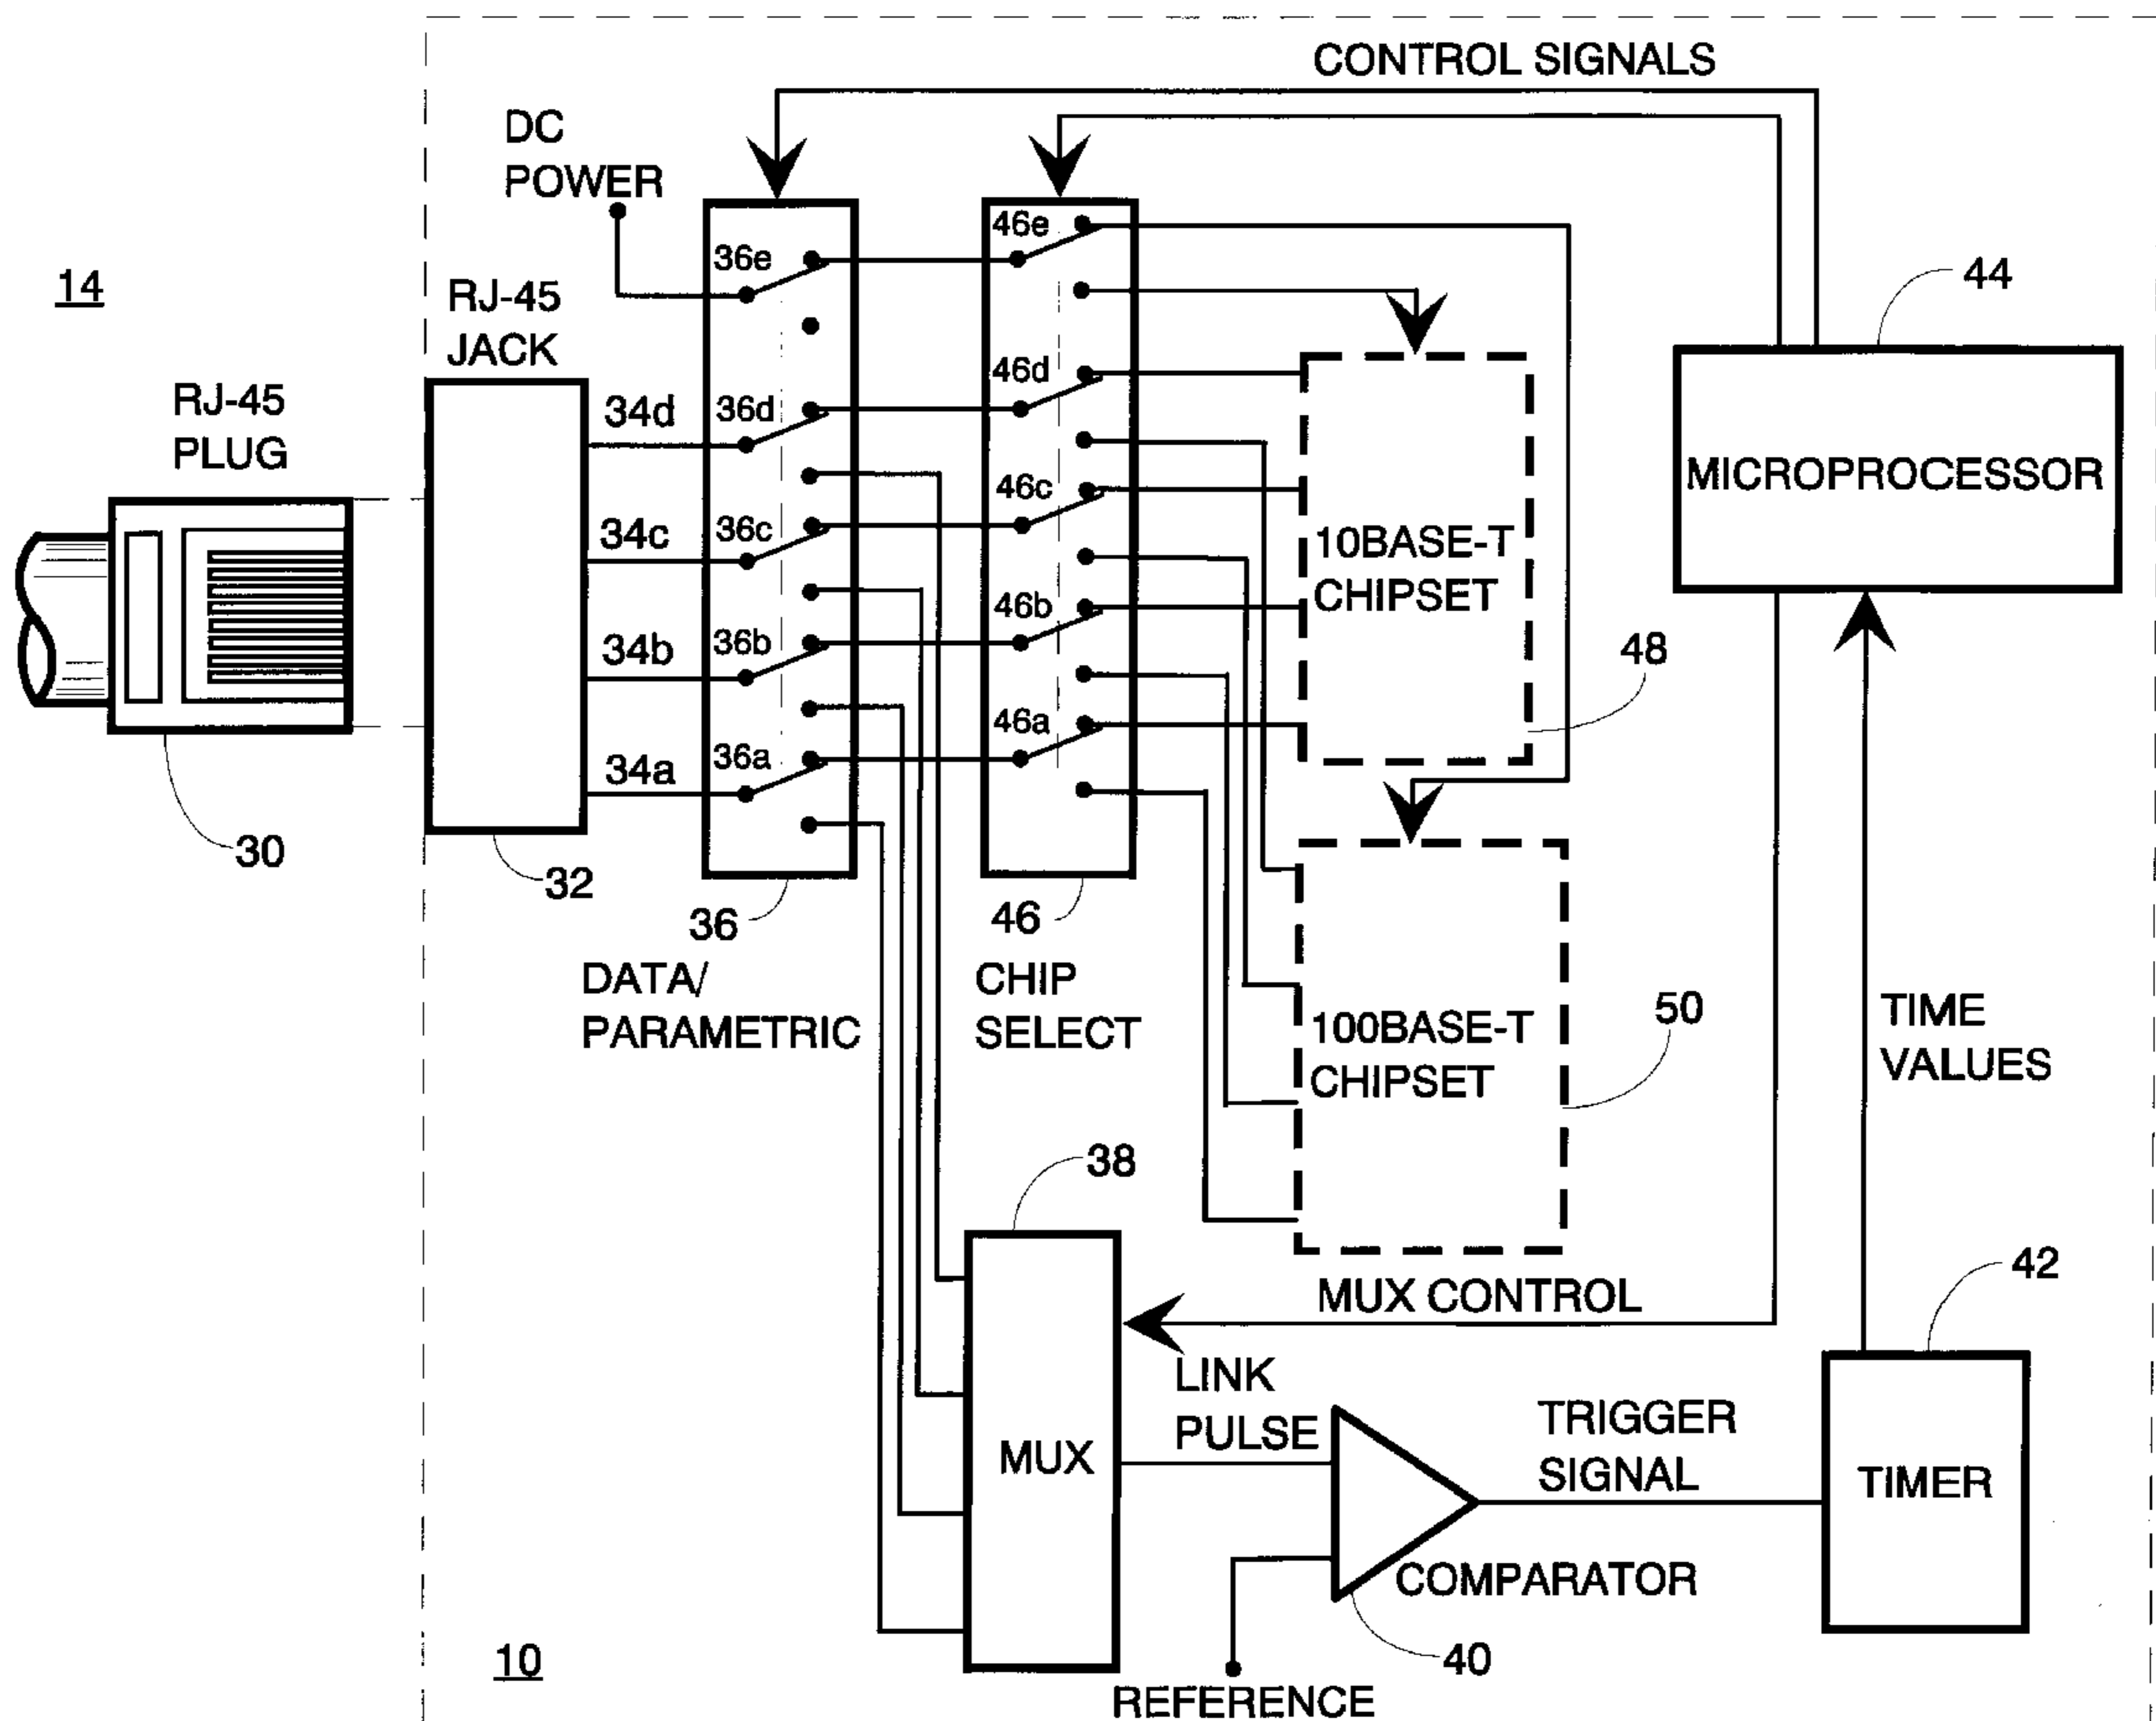 CONTROL SIGNALS
DC
POWER
14
RJ-45
JACK
RJ-45
PLUG
34d
34c
34b
34a
36e
36d
36c
36b
36a
46e
46d
46c
46b
46a
44
MICROPROCESSOR
10BASE-T
CHIPSET
48
30
32
36
DATA/
PARAMETRIC
46
CHIP
SELECT
100BASE-T
CHIPSET
50
TIME
VALUES
38
MUX
MUX CONTROL
LINK
PULSE
TRIGGER
SIGNAL
42
TIMER
COMPARATOR
40
REFERENCE
10